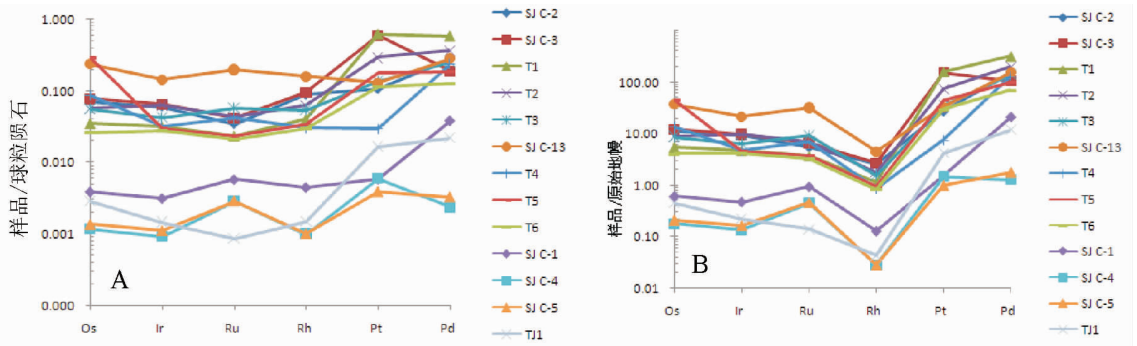 样品/球粒陨石
1.000
0.100
0.010
0.001
0.000
Os Ir Ru Rh Pt Pd
A
SJ C-2
SJ C-3
T1
T2
T3
SJ C-13
T4
T5
T6
SJ C-1
SJ C-4
SJ C-5
TJ1
样品/原始地幔
100.00
10.00
1.00
0.10
0.01
Os Ir Ru Rh Pt Pd
B
SJ C-2
SJ C-3
T1
T2
T3
SJ C-13
T4
T5
T6
SJ C-1
SJ C-4
SJ C-5
TJ1